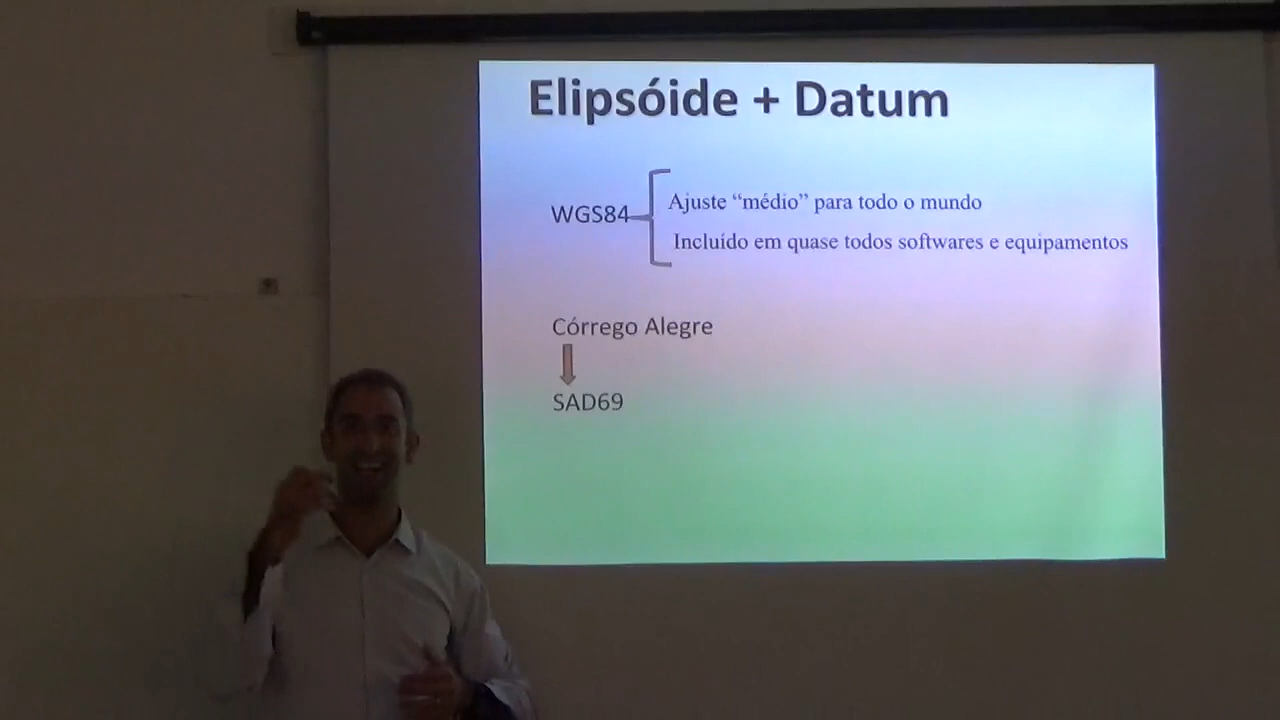 Elipsóide + Datum
WGS84
Ajuste “médio” para todo o mundo
Incluído em quase todos softwares e equipamentos
Córrego Alegre
SAD69